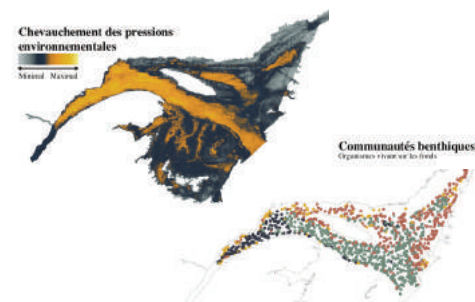 Chevauchement des pressions
environnementales
Minimal Maximal
Communautés benthiques
Organismes vivant sur les fonds